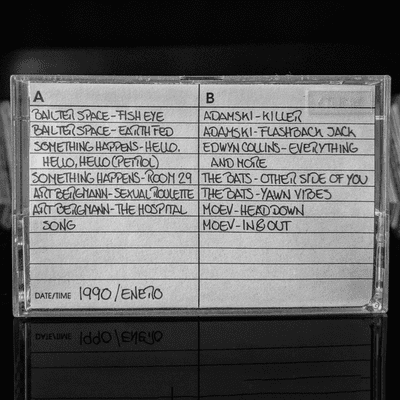 A
BAILTER SPACE-FISH EYE
BAILTER SPACE-EARTH FED
SOMETHING HAPPENS-HELLO,
HELLO, HELLO (PETROL)
SOMETHING HAPPENS-ROOM 29
ART BERGMANN-SEXUAL ROULETTE
ART BERGMANN-THE HOSPITAL
SONG
DATE/TIME 1990/ENERO
B
ADAMSKI-KILLER
ADAMSKI-FLASHBACK JACK
EDWYN COLLINS-EVERYTHING
AND MORE
THE BATS-OTHER SIDE OF YOU
THE BATS-YAWN VIBES
MOEV-HEAD DOWN
MOEV-IN & OUT